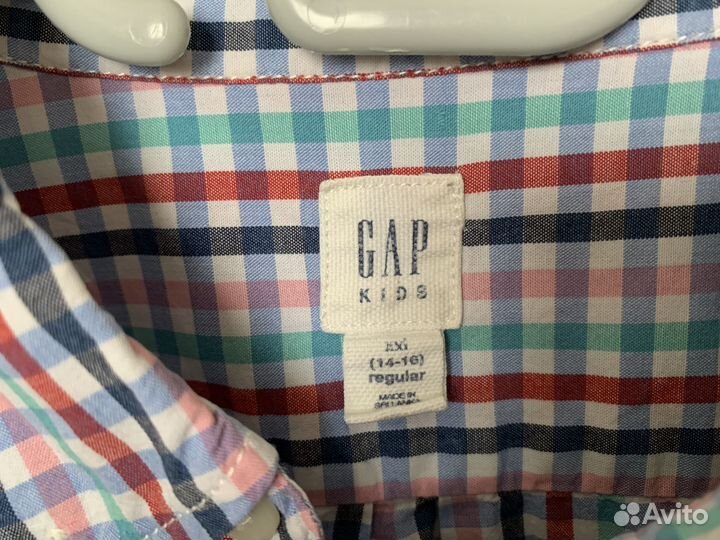 GAP
KIDS
XXL
(14-16)
regular
MADE IN
SRI LANKA
Avito